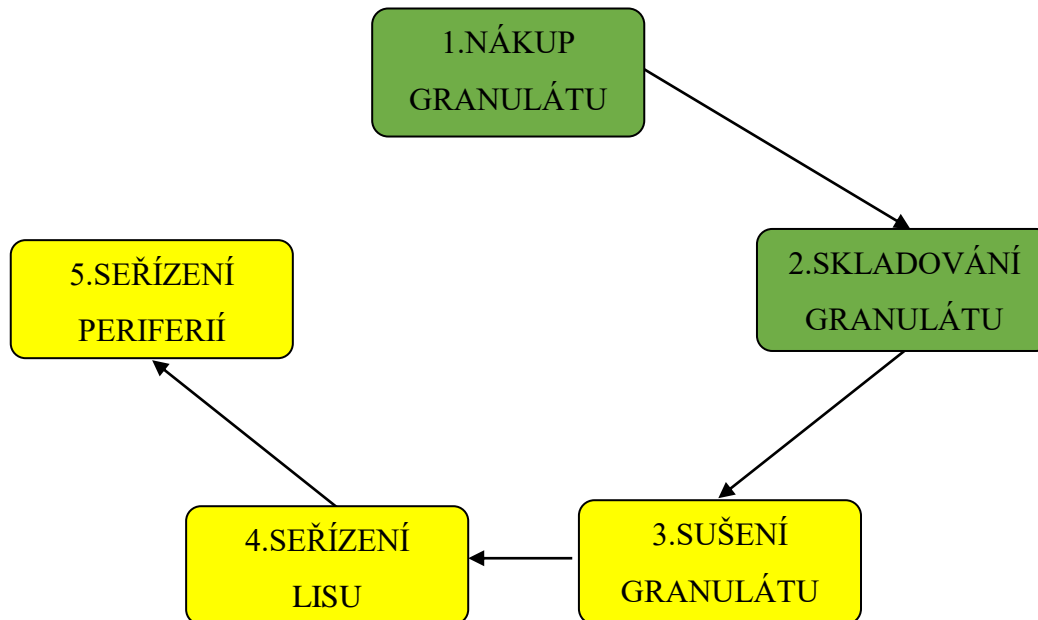 1.NÁKUP
GRANULÁTU
2.SKLADOVÁNÍ
GRANULÁTU
3.SUŠENÍ
GRANULÁTU
4.SEŘÍZENÍ
LISU
5.SEŘÍZENÍ
PERIFERIÍ